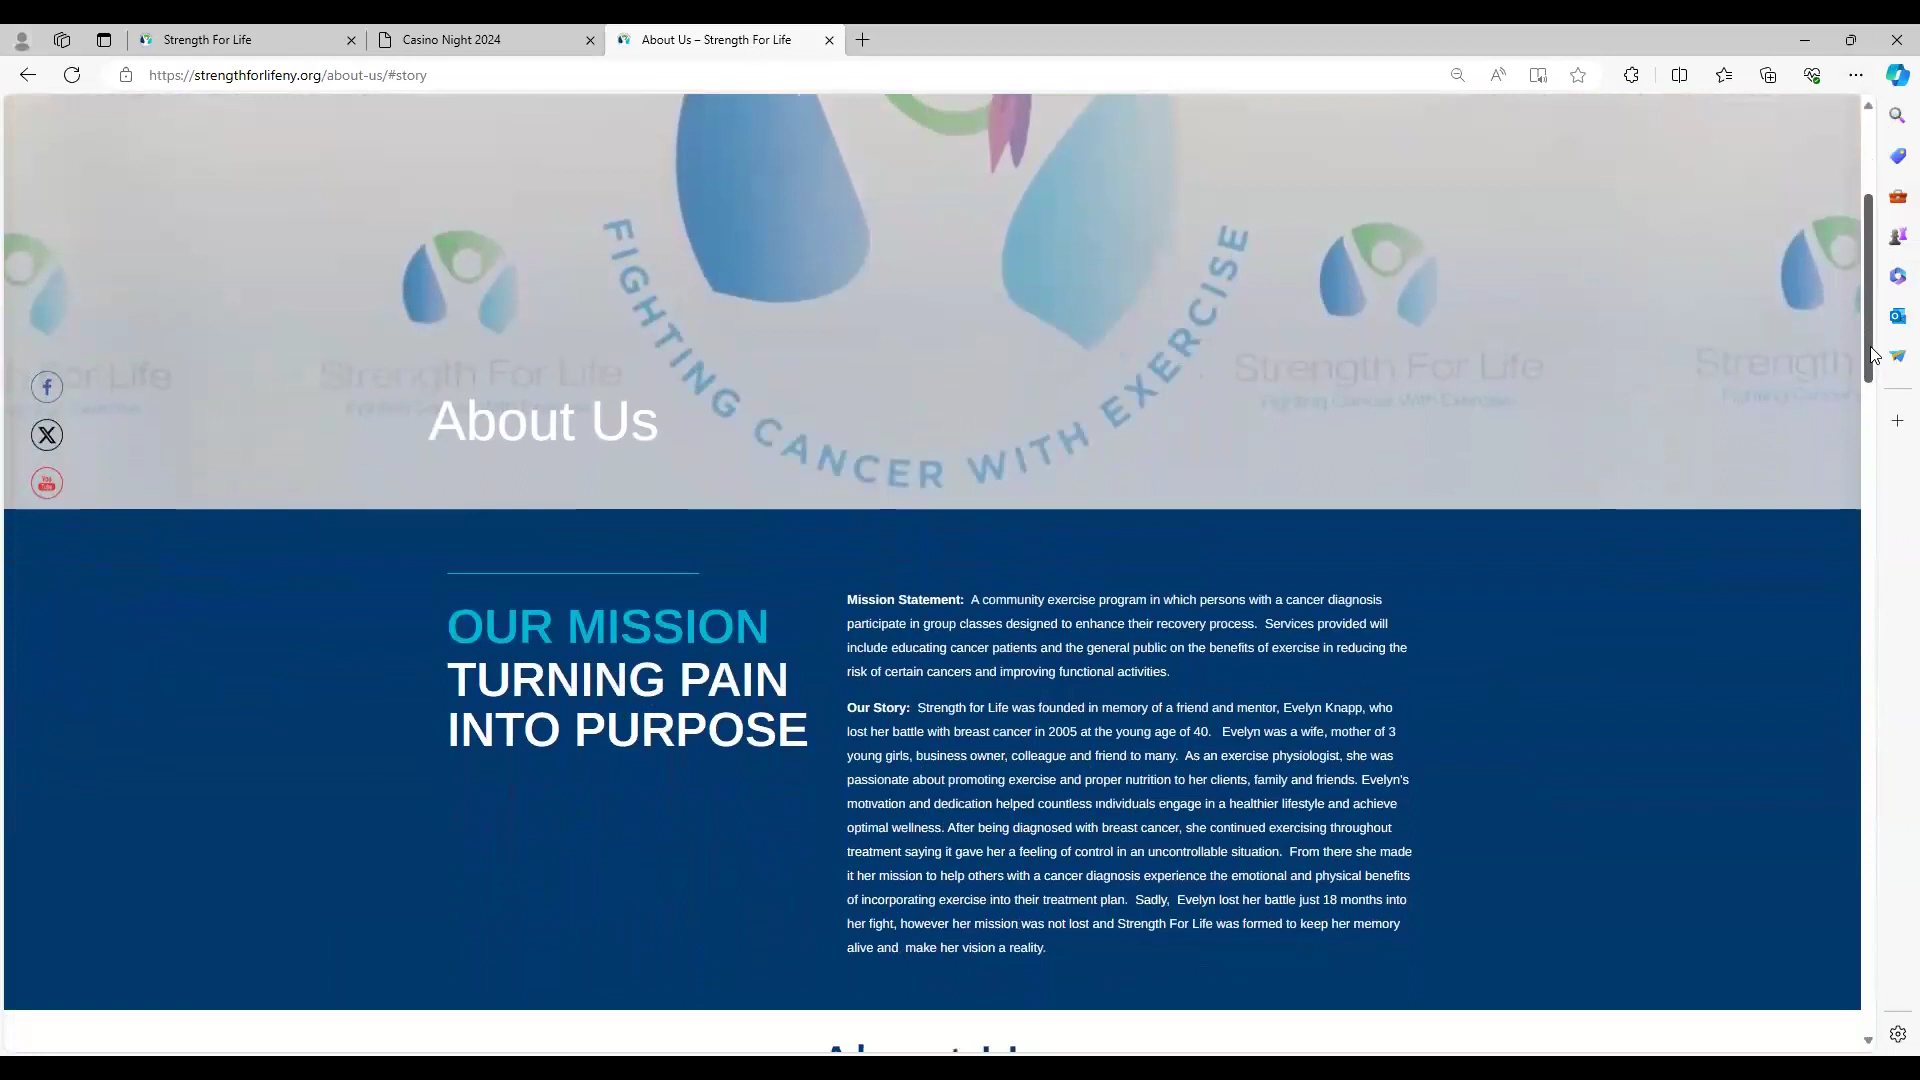 Strength For Life
Casino Night 2024
About Us – Strength For Life
https://strengthforlifeny.org/about-us/#story
FIGHTING CANCER WITH EXERCISE
or Life
Strength For Life
Strength For Life
Fighting Cancer With Exercise
Strength
About Us
OUR MISSION
TURNING PAIN
INTO PURPOSE
Mission Statement: A community exercise program in which persons with a cancer diagnosis
participate in group classes designed to enhance their recovery process. Services provided will
include educating cancer patients and the general public on the benefits of exercise in reducing the
risk of certain cancers and improving functional activities.
Our Story: Strength for Life was founded in memory of a friend and mentor, Evelyn Knapp, who
lost her battle with breast cancer in 2005 at the young age of 40. Evelyn was a wife, mother of 3
young girls, business owner, colleague and friend to many. As an exercise physiologist, she was
passionate about promoting exercise and proper nutrition to her clients, family and friends. Evelyn's
motivation and dedication helped countless individuals engage in a healthier lifestyle and achieve
optimal wellness. After being diagnosed with breast cancer, she continued exercising throughout
treatment saying it gave her a feeling of control in an uncontrollable situation. From there she made
it her mission to help others with a cancer diagnosis experience the emotional and physical benefits
of incorporating exercise into their treatment plan. Sadly, Evelyn lost her battle just 18 months into
her fight, however her mission was not lost and Strength For Life was formed to keep her memory
alive and make her vision a reality.